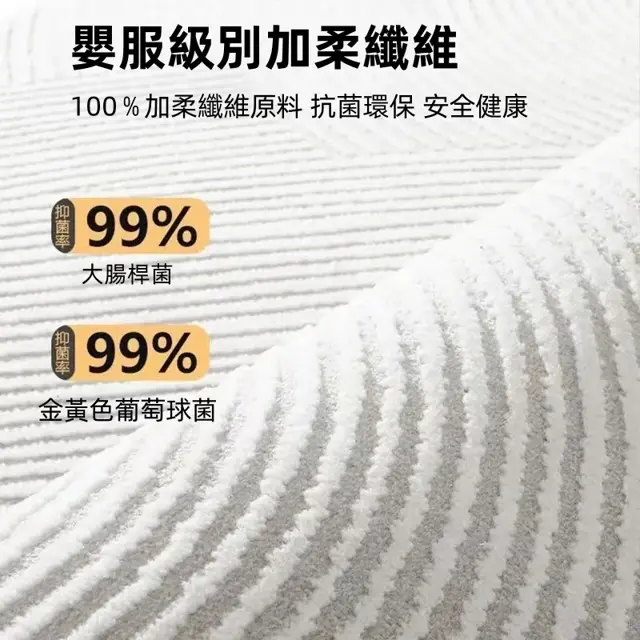 嬰服級別加柔纖維
100%加柔纖維原料 抗菌環保 安全健康
抑菌率 99%
大腸桿菌
抑菌率 99%
金黃色葡萄球菌